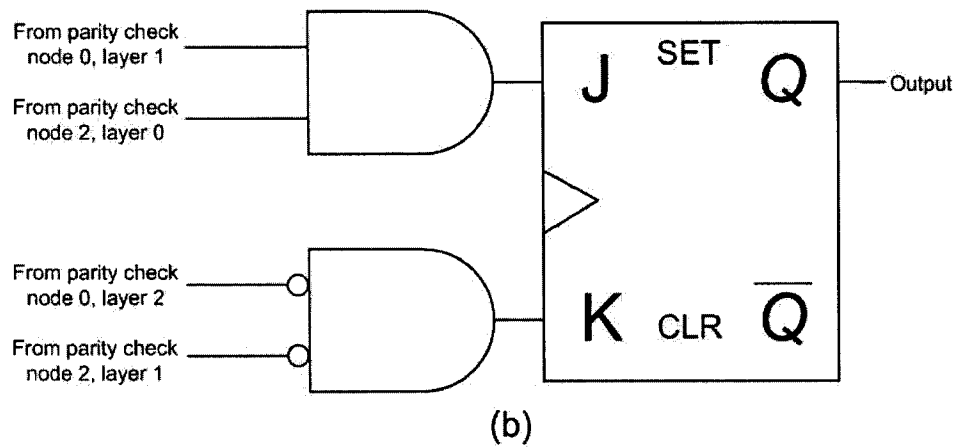 From parity check
node 0, layer 1
From parity check
node 2, layer 0
J SET Q Output
From parity check
node 0, layer 2
From parity check
node 2, layer 1
K CLR Q̅
(b)